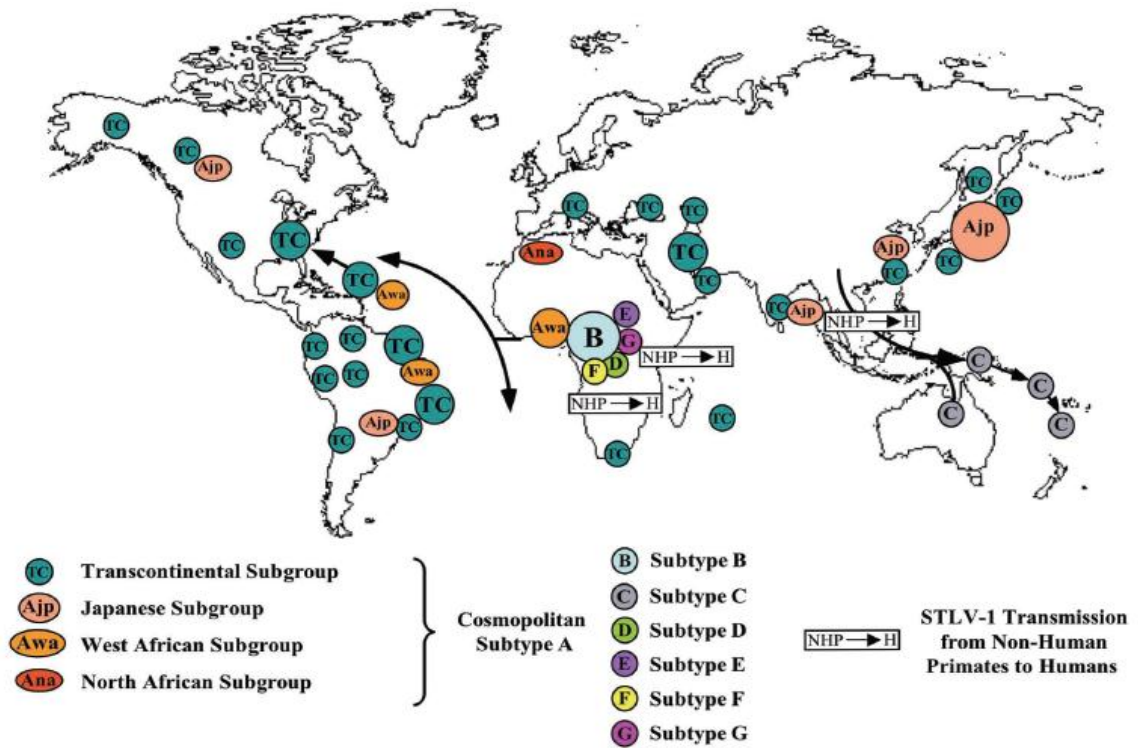 TC
TC
Ajp
TC
TC
TC
Awa
TC
TC
TC
Awa
TC
TC
TC
Ajp
TC
TC
TC
TC
TC
TC
TC
Ana
Awa
B
E
G
D
F
NHP → H
NHP → H
TC
TC
TC
TC
Ajp
Ajp
TC
TC
TC
Ajp
NHP → H
C
C
C
C
TC Transcontinental Subgroup
Ajp Japanese Subgroup
Awa West African Subgroup
Ana North African Subgroup
Cosmopolitan
Subtype A
B Subtype B
C Subtype C
D Subtype D
E Subtype E
F Subtype F
G Subtype G
NHP → H
STLV-1 Transmission
from Non-Human
Primates to Humans